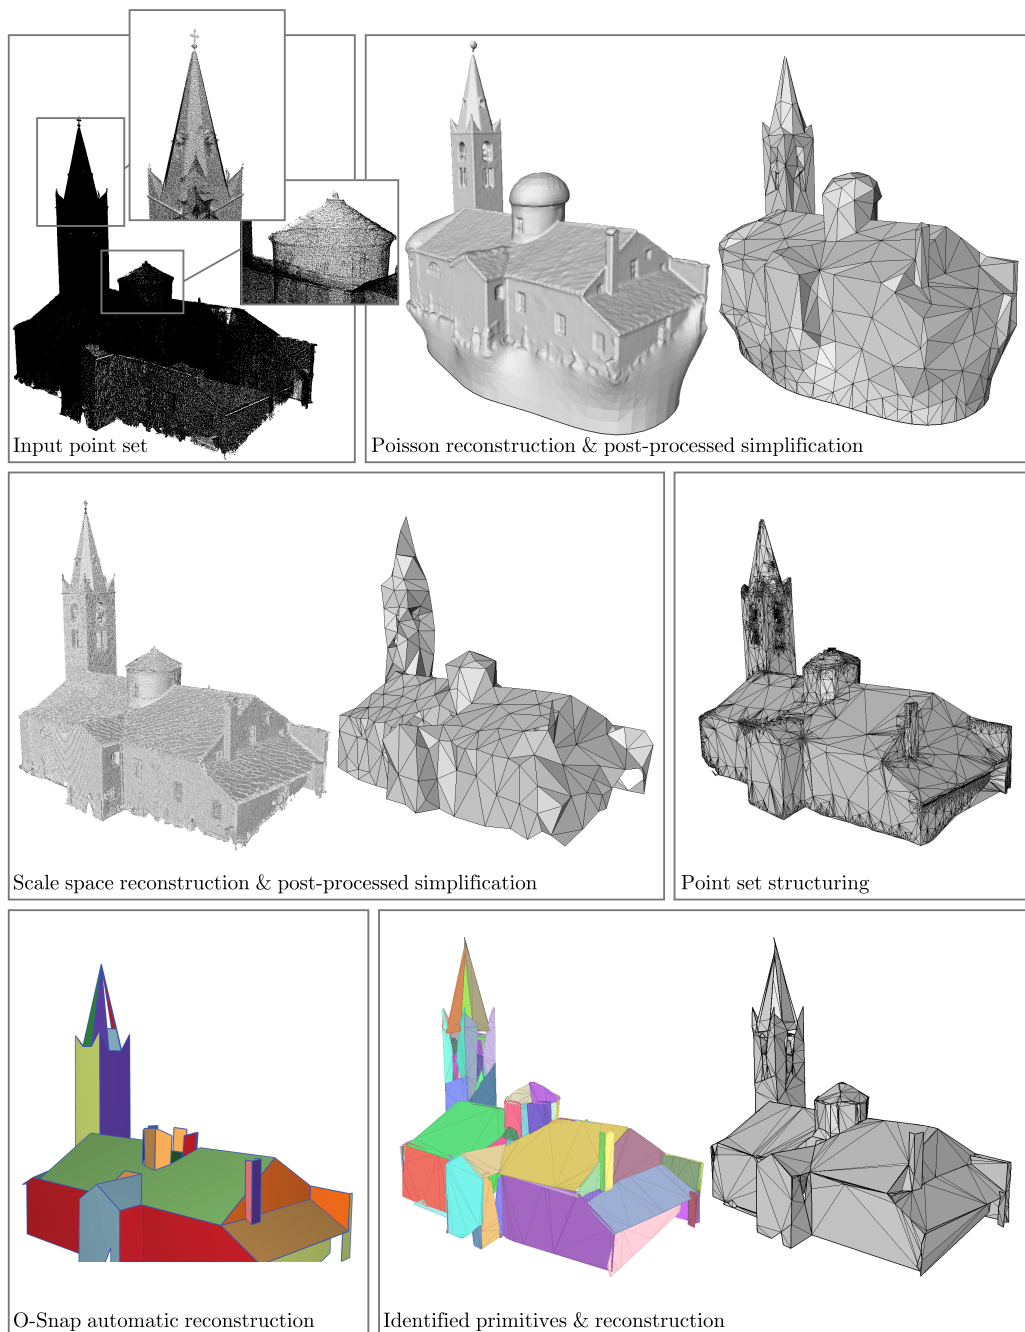 Input point set
Poisson reconstruction & post-processed simplification
Scale space reconstruction & post-processed simplification
Point set structuring
O-Snap automatic reconstruction
Identified primitives & reconstruction